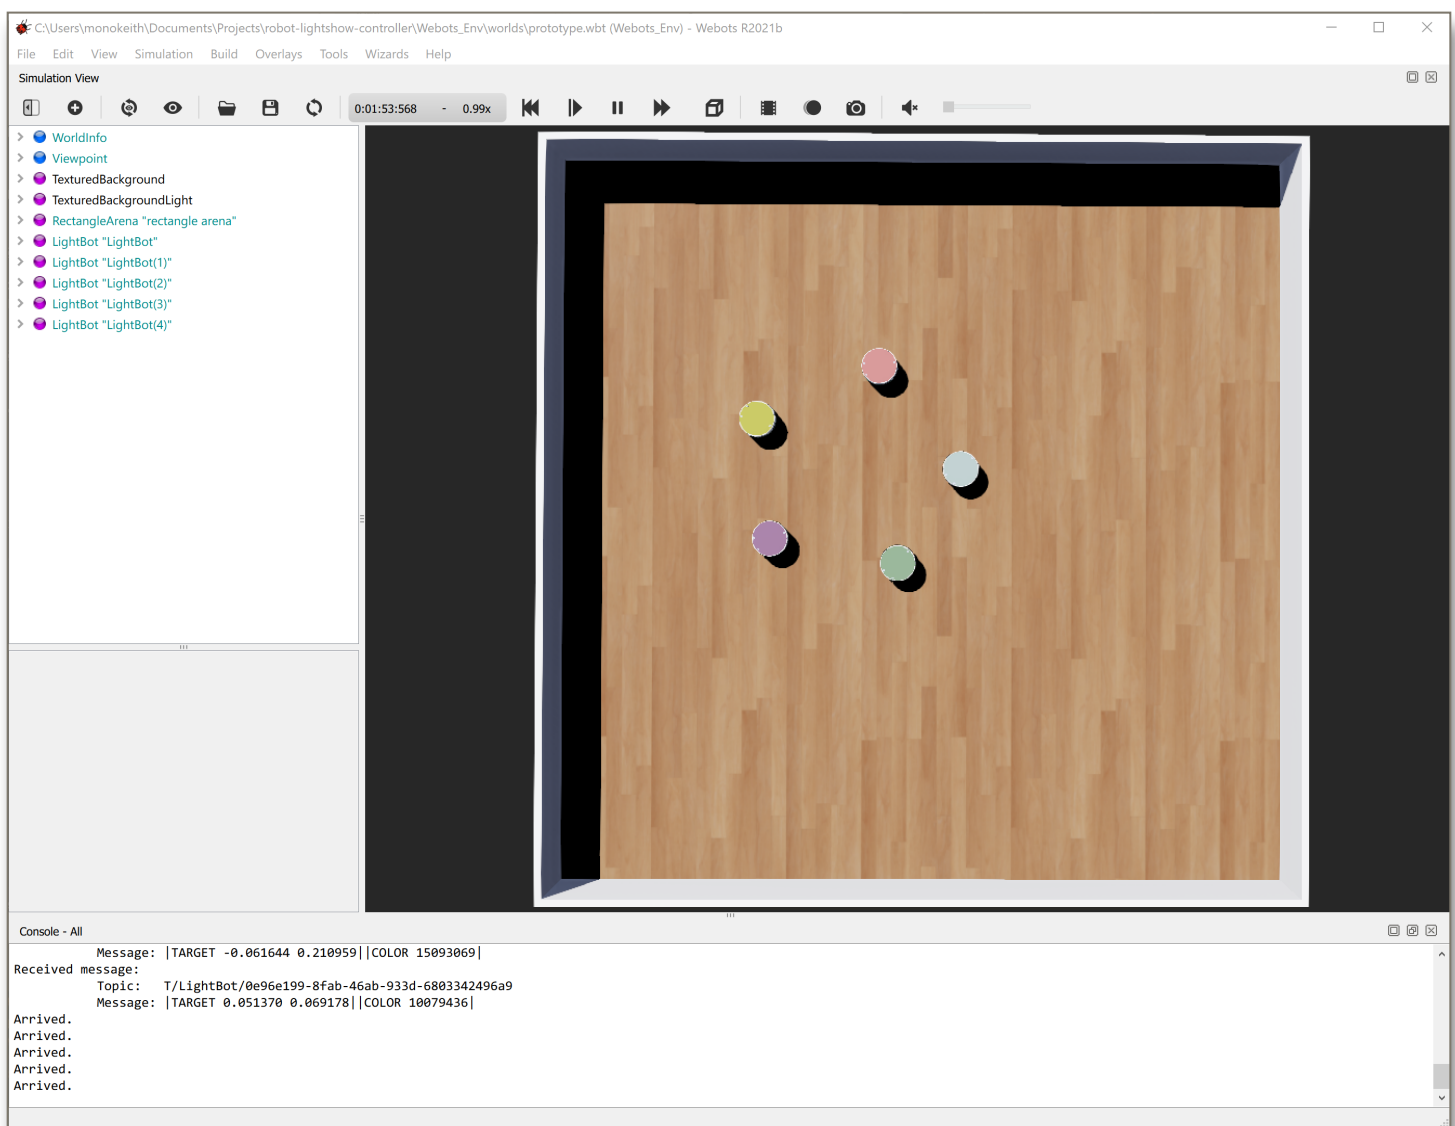 C:\Users\monokeith\Documents\Projects\robot-lightshow-controller\Webots_Env\worlds\prototype.wbt (Webots_Env) - Webots R2021b
File Edit View Simulation Build Overlays Tools Wizards Help
Simulation View
0:01:53:568 - 0.99x
WorldInfo
Viewpoint
TexturedBackground
TexturedBackgroundLight
RectangleArena "rectangle arena"
LightBot "LightBot"
LightBot "LightBot(1)"
LightBot "LightBot(2)"
LightBot "LightBot(3)"
LightBot "LightBot(4)"
Console - All
Message: |TARGET -0.061644 0.210959||COLOR 15093069|
Received message:
Topic: T/LightBot/0e96e199-8fab-46ab-933d-6803342496a9
Message: |TARGET 0.051370 0.069178||COLOR 10079436|
Arrived.
Arrived.
Arrived.
Arrived.
Arrived.